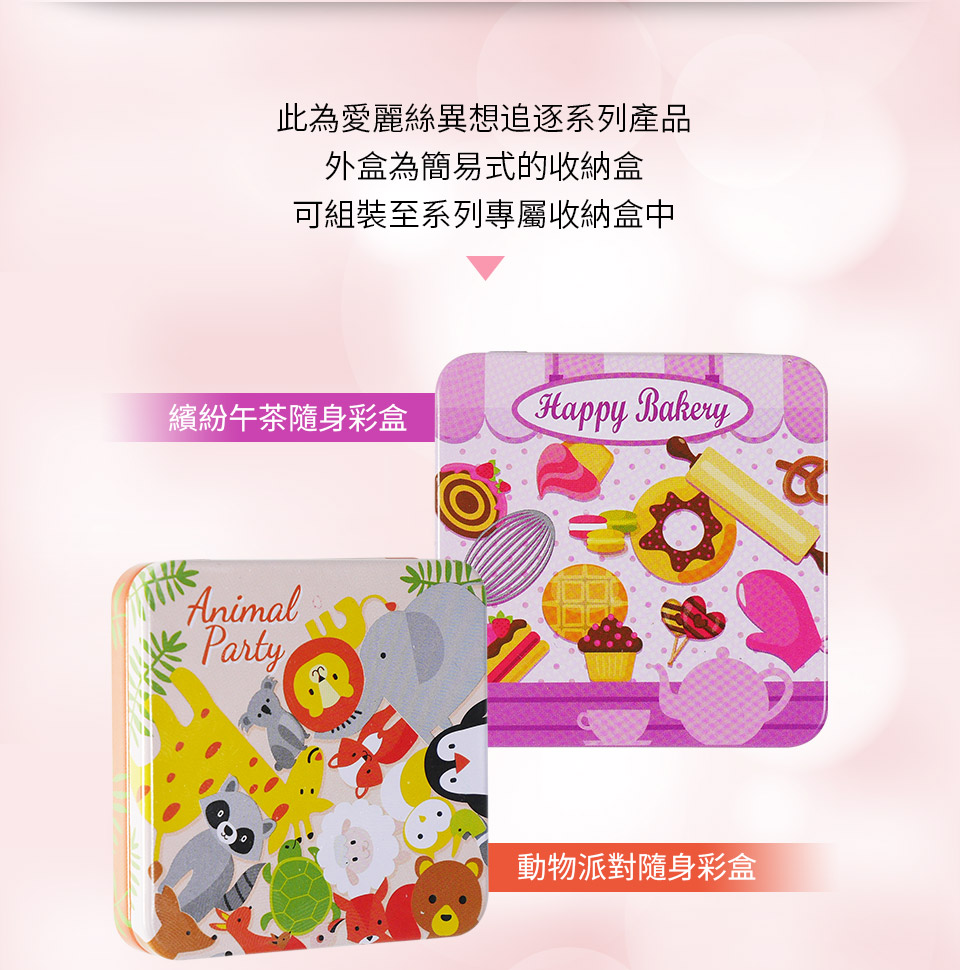 此為愛麗絲異想追逐系列產品
外盒為簡易式的收納盒
可組裝至系列專屬收納盒中
繽紛午茶隨身彩盒
Happy Bakery
Animal
Party
動物派對隨身彩盒